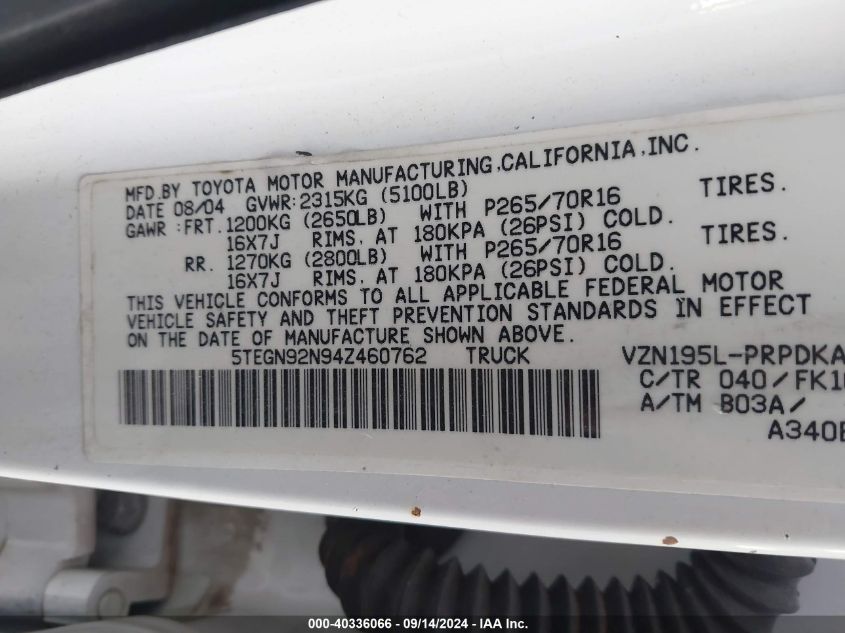 MFD.BY TOYOTA MOTOR MANUFACTURING,CALIFORNIA,INC.
DATE 08/04 GVWR:2315KG (5100LB)
GAWR:FRT.1200KG (2650LB) WITH P265/70R16 TIRES.
16X7J RIMS, AT 180KPA (26PSI) COLD.
RR. 1270KG (2800LB) WITH P265/70R16 TIRES.
16X7J RIMS, AT 180KPA (26PSI) COLD.
THIS VEHICLE CONFORMS TO ALL APPLICABLE FEDERAL MOTOR
VEHICLE SAFETY AND THEFT PREVENTION STANDARDS IN EFFECT
ON THE DATE OF MANUFACTURE SHOWN ABOVE.
5TEGN92N94Z460762 TRUCK VZN195L-PRPDKA
C/TR 040/FK10
A/TM B03A/
A340E
000-40336066 - 09/14/2024 - IAA Inc.